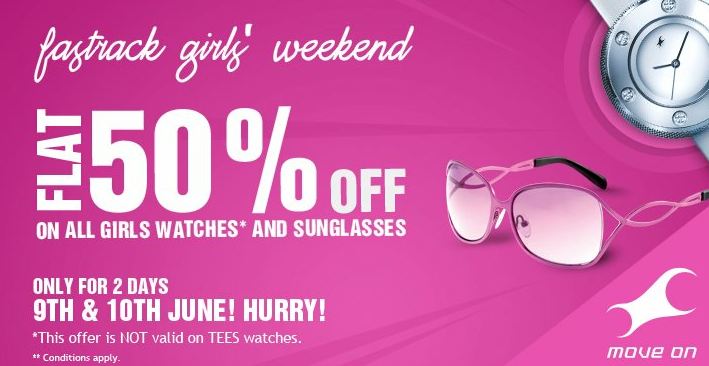 fastrack girls' weekend
FLAT 50% OFF
ON ALL GIRLS WATCHES* AND SUNGLASSES
ONLY FOR 2 DAYS
9TH & 10TH JUNE! HURRY!
*This offer is NOT valid on TEES watches.
** Conditions apply.
move on